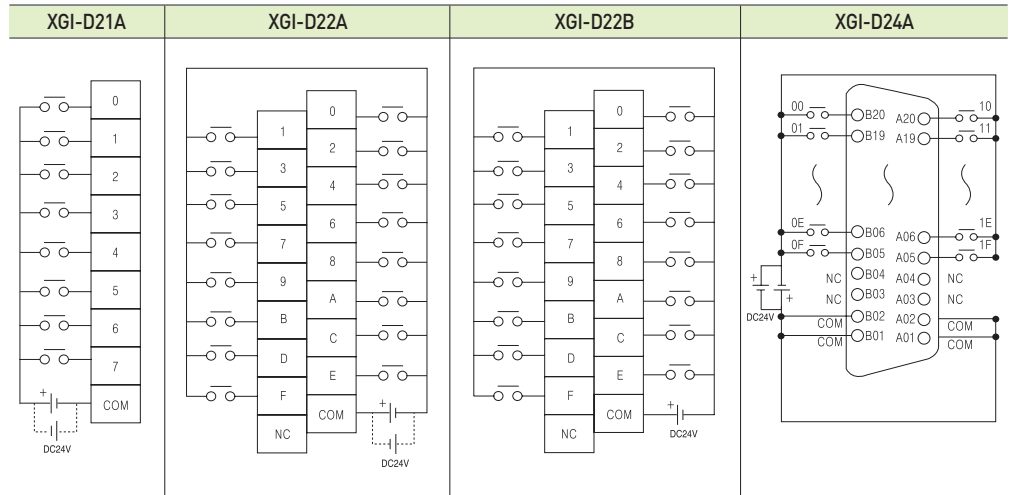 XGI-D21A
XGI-D22A
XGI-D22B
XGI-D24A
0
1
2
3
4
5
6
7
COM
+
DC24V
0
1
2
3
4
5
6
7
8
9
A
B
C
D
E
F
COM
NC
+
DC24V
0
1
2
3
4
5
6
7
8
9
A
B
C
D
E
F
COM
NC
+
DC24V
00 B20 A20 10
01 B19 A19 11
0E B06 A06 1E
0F B05 A05 1F
NC B04 A04 NC
NC B03 A03 NC
+
+
DC24V
COM B02 A02 COM
COM B01 A01 COM